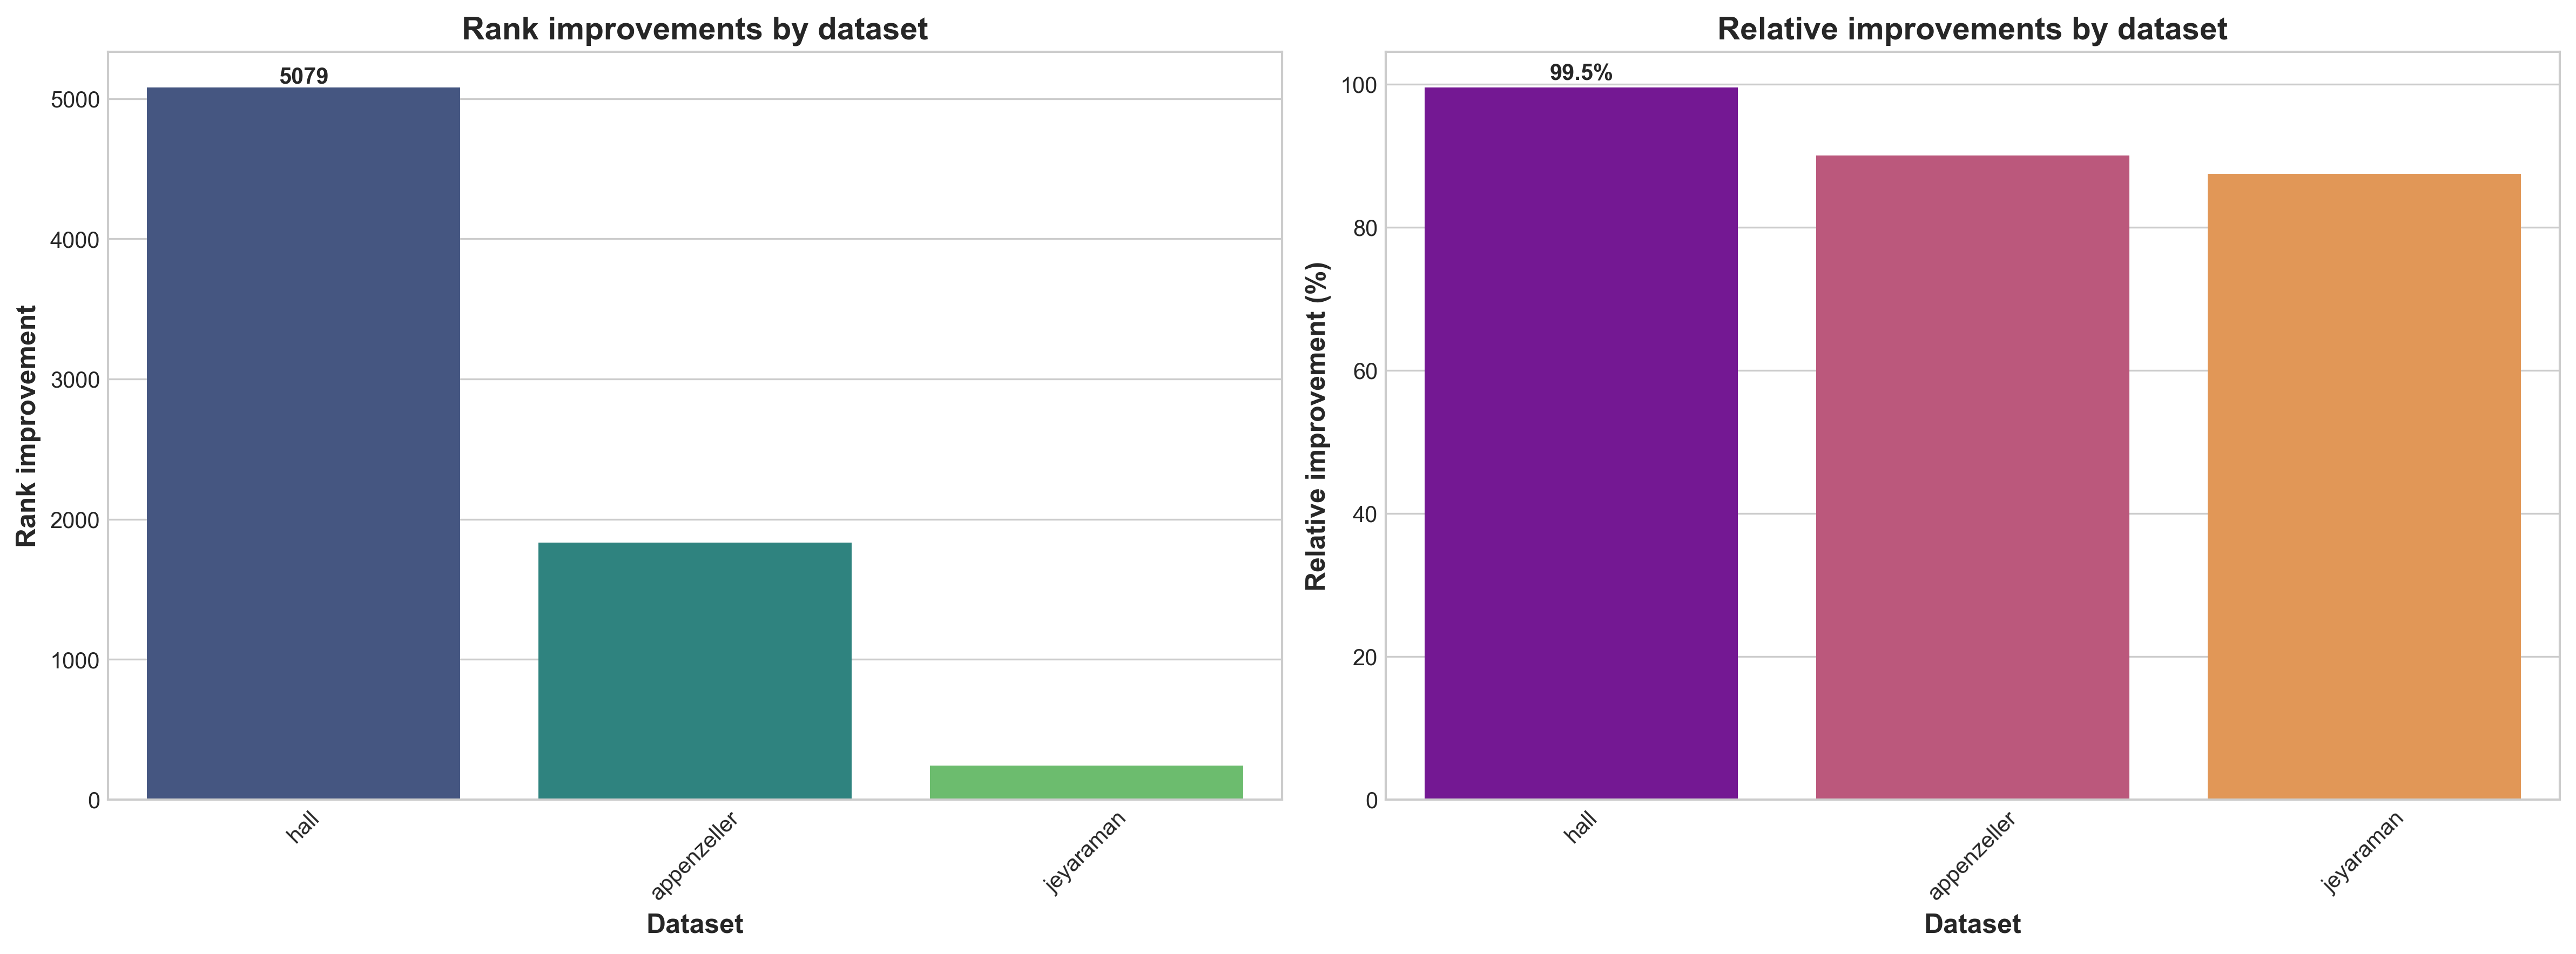 Rank improvements by dataset
5079
5000
4000
3000
2000
1000
0
Rank improvement
hall
appenzeller
jeyaraman
Dataset
Relative improvements by dataset
99.5%
100
80
60
40
20
0
Relative improvement (%)
hall
appenzeller
jeyaraman
Dataset